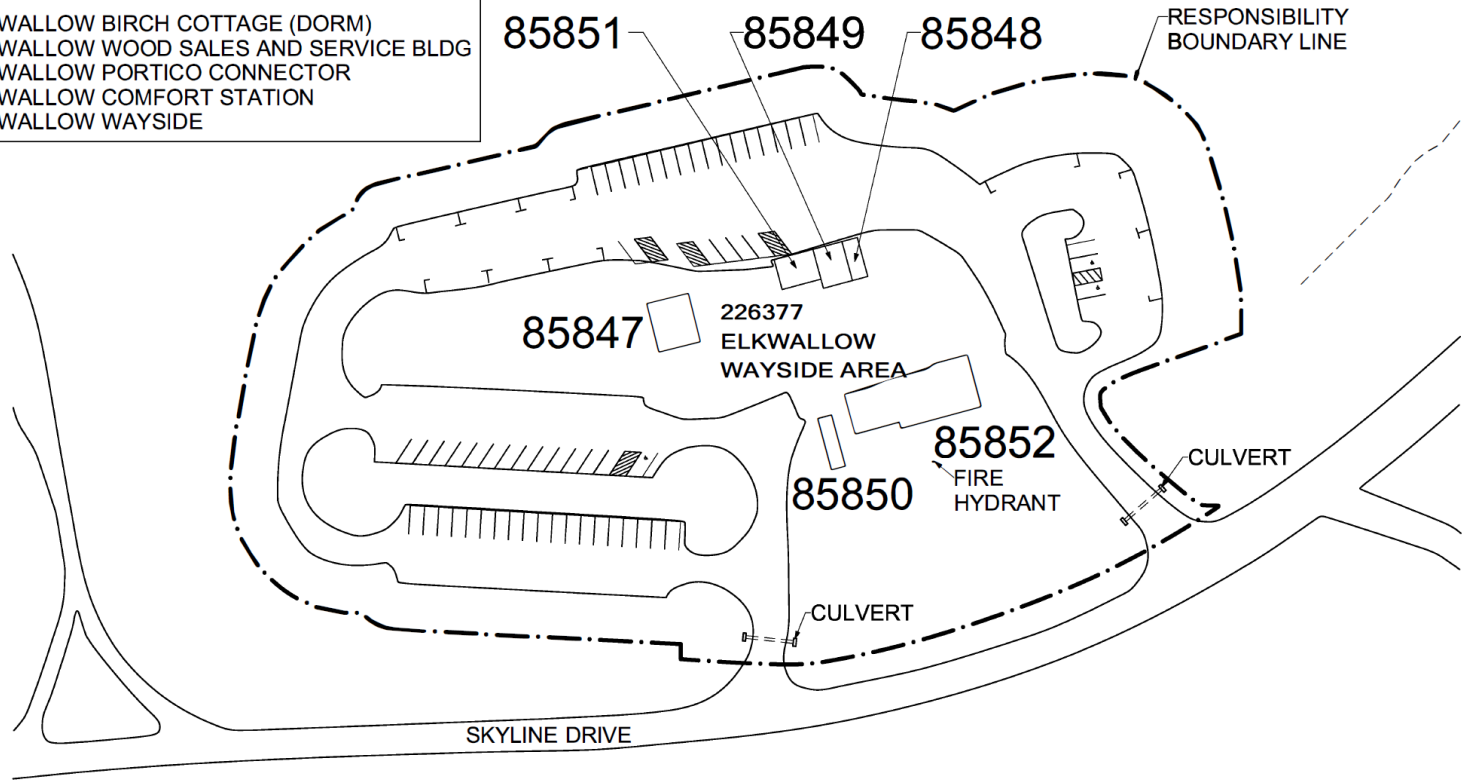 WALLOW BIRCH COTTAGE (DORM)
WALLOW WOOD SALES AND SERVICE BLDG
WALLOW PORTICO CONNECTOR
WALLOW COMFORT STATION
WALLOW WAYSIDE
85851
85849
85848
RESPONSIBILITY
BOUNDARY LINE
85847
226377
ELKWALLOW
WAYSIDE AREA
85852
85850
FIRE
HYDRANT
CULVERT
CULVERT
SKYLINE DRIVE